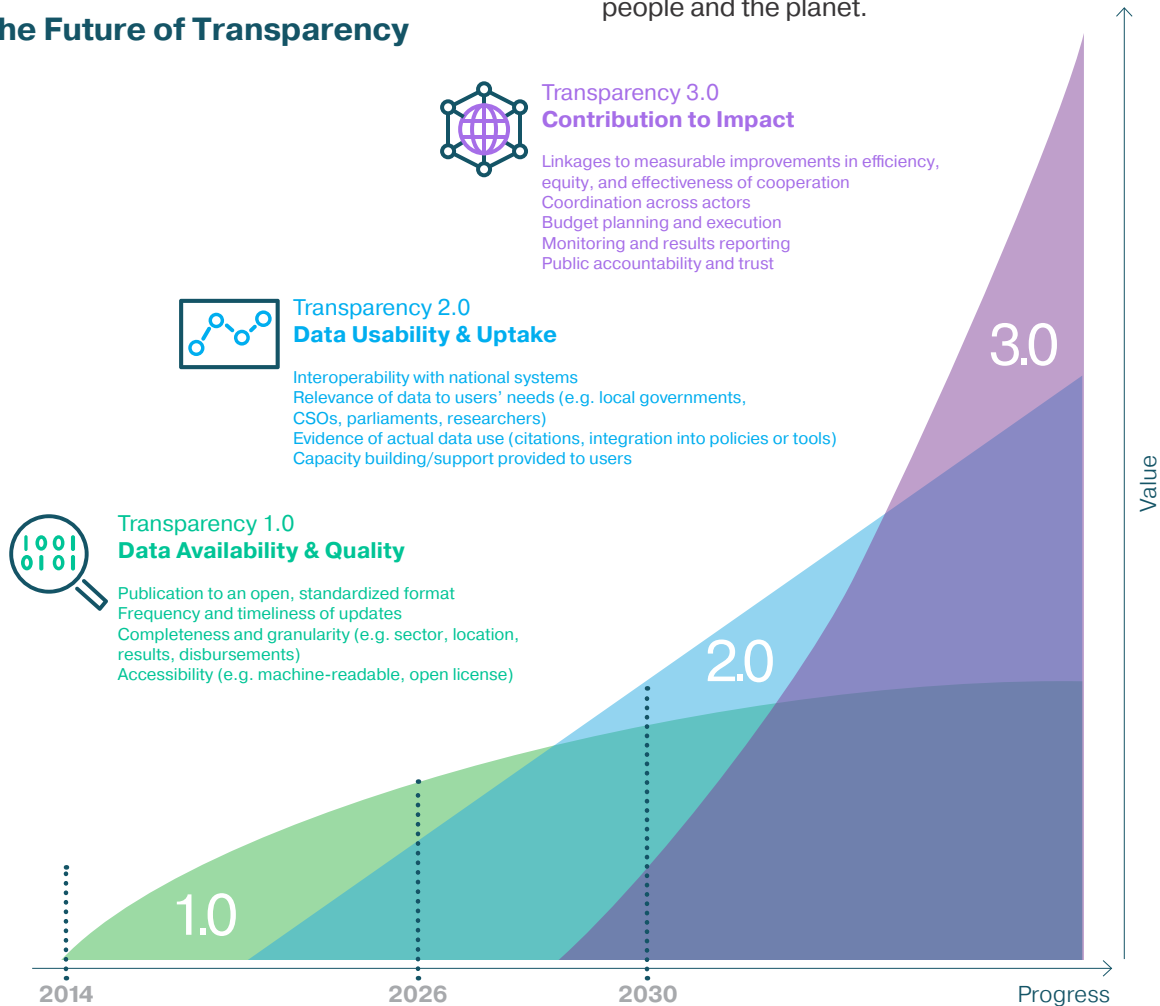 people and the planet.
he Future of Transparency
Transparency 3.0
Contribution to Impact
Linkages to measurable improvements in efficiency,
equity, and effectiveness of cooperation
Coordination across actors
Budget planning and execution
Monitoring and results reporting
Public accountability and trust
Transparency 2.0
Data Usability & Uptake
Interoperability with national systems
Relevance of data to users’ needs (e.g. local governments,
CSOs, parliaments, researchers)
Evidence of actual data use (citations, integration into policies or tools)
Capacity building/support provided to users
1001
0101
Transparency 1.0
Data Availability & Quality
Publication to an open, standardized format
Frequency and timeliness of updates
Completeness and granularity (e.g. sector, location,
results, disbursements)
Accessibility (e.g. machine-readable, open license)
3.0
Value
2.0
1.0
2014
2026
2030
Progress